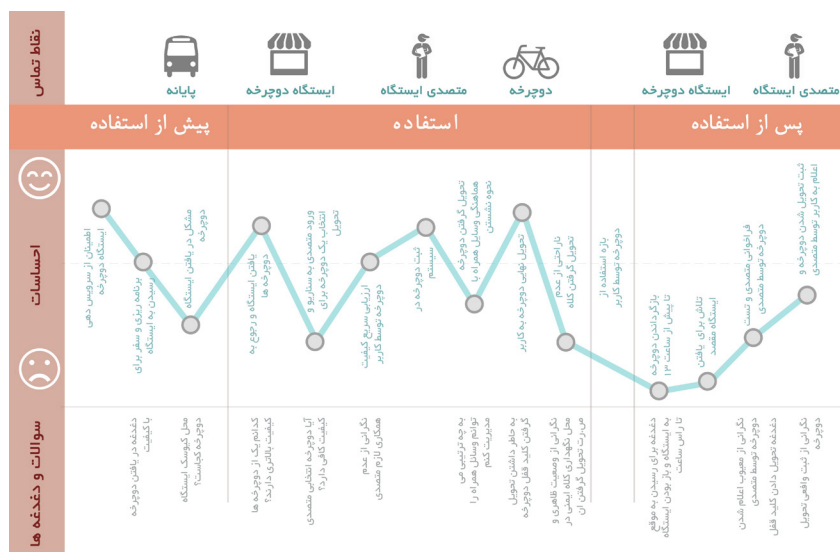 نقاط تماس
پایانه
ایستگاه دوچرخه
متصدی ایستگاه
دوچرخه
ایستگاه دوچرخه
متصدی ایستگاه
پیش از استفاده
استفاده
پس از استفاده
احساسات
اطمینان از سرویس دهی
ایستگاه دوچرخه
برنامه ریزی و سفر برای
رسیدن به ایستگاه
مشکل در یافتن ایستگاه
دوچرخه
یافتن ایستگاه و رجوع به
دوچرخه ها
ورود متصدی به سناریو و
انتخاب یک دوچرخه برای
تحویل
ارزیابی سریع کیفیت
دوچرخه توسط کاربر
ثبت دوچرخه در
سیستم
تحویل گرفتن دوچرخه
هماهنگی وسایل همراه با
نحوه نشستن
تحویل نهایی دوچرخه به کاربر
ناراحتی از عدم
تحویل گرفتن کلاه
بازه استفاده از
دوچرخه توسط
کاربر
بازگرداندن دوچرخه
تا پیش از ساعت ۱۳
تلاش برای یافتن
ایستگاه مقصد
فراخوانی متصدی و تست
دوچرخه توسط متصدی
ثبت تحویل شدن دوچرخه و
اعلام به کاربر توسط متصدی
سوالات و دغدغه ها
دغدغه در یافتن دوچرخه
با کیفیت
محل کیوسک ایستگاه
دوچرخه کجاست؟
کدام یک از دوچرخه ها
کیفیت بالاتری دارند؟
آیا دوچرخه انتخابی متصدی
کیفیت کافی دارد؟
نگرانی از عدم
همکاری لازم متصدی
به چه ترتیبی می
توانم وسائل همراه را
مدیریت کنم
به خاطر داشتن تحویل
گرفتن کلید قفل دوچرخه
نگرانی از وضعیت ظاهری و
محل نگهداری کلاه ایمنی در
صورت تحویل گرفتن آن
دغدغه برای رسیدن به موقع
به ایستگاه و باز بودن ایستگاه
تا راس ساعت
نگرانی از معیوب اعلام شدن
دوچرخه توسط متصدی
دغدغه تحویل دادن کلید قفل
نگرانی از ثبت واقعی تحویل
دوچرخه